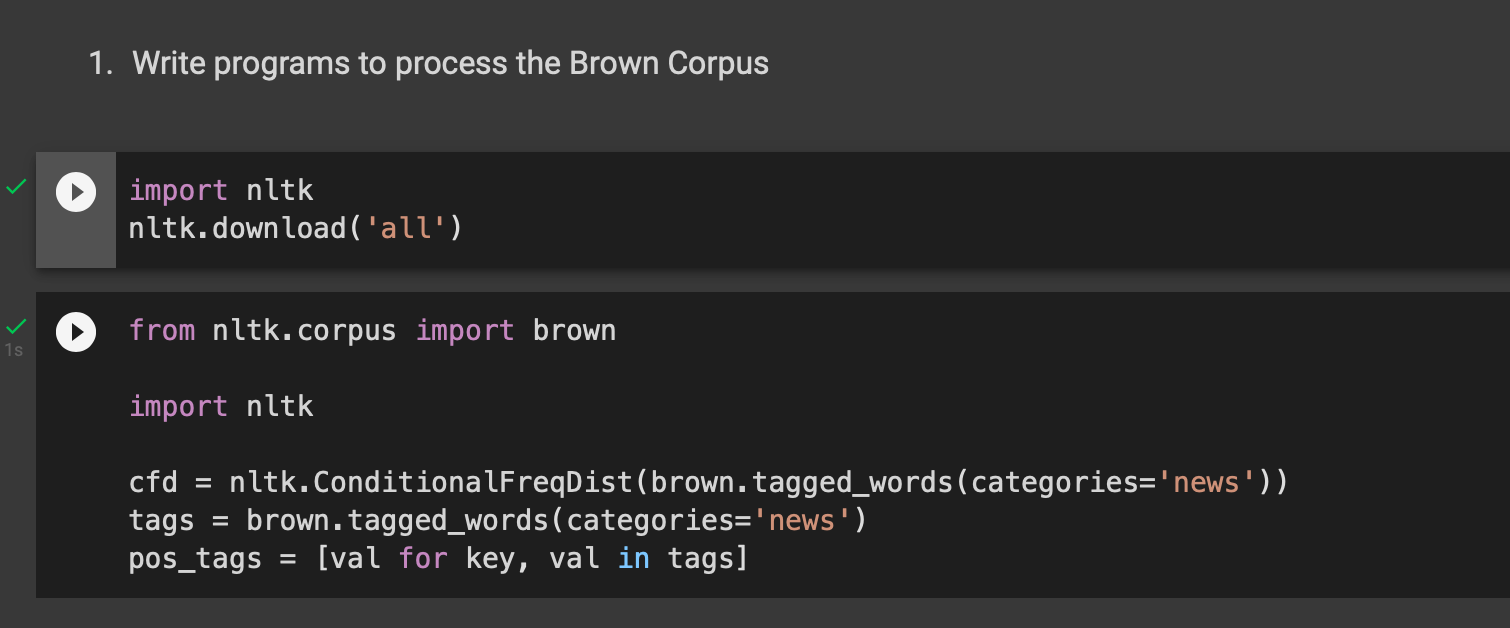 1. Write programs to process the Brown Corpus
import nltk
nltk.download('all')
from nltk.corpus import brown
1s
import nltk
cfd = nltk.ConditionalFreqDist(brown.tagged_words(categories='news'))
tags = brown.tagged_words(categories='news')
pos_tags = [val for key, val in tags]